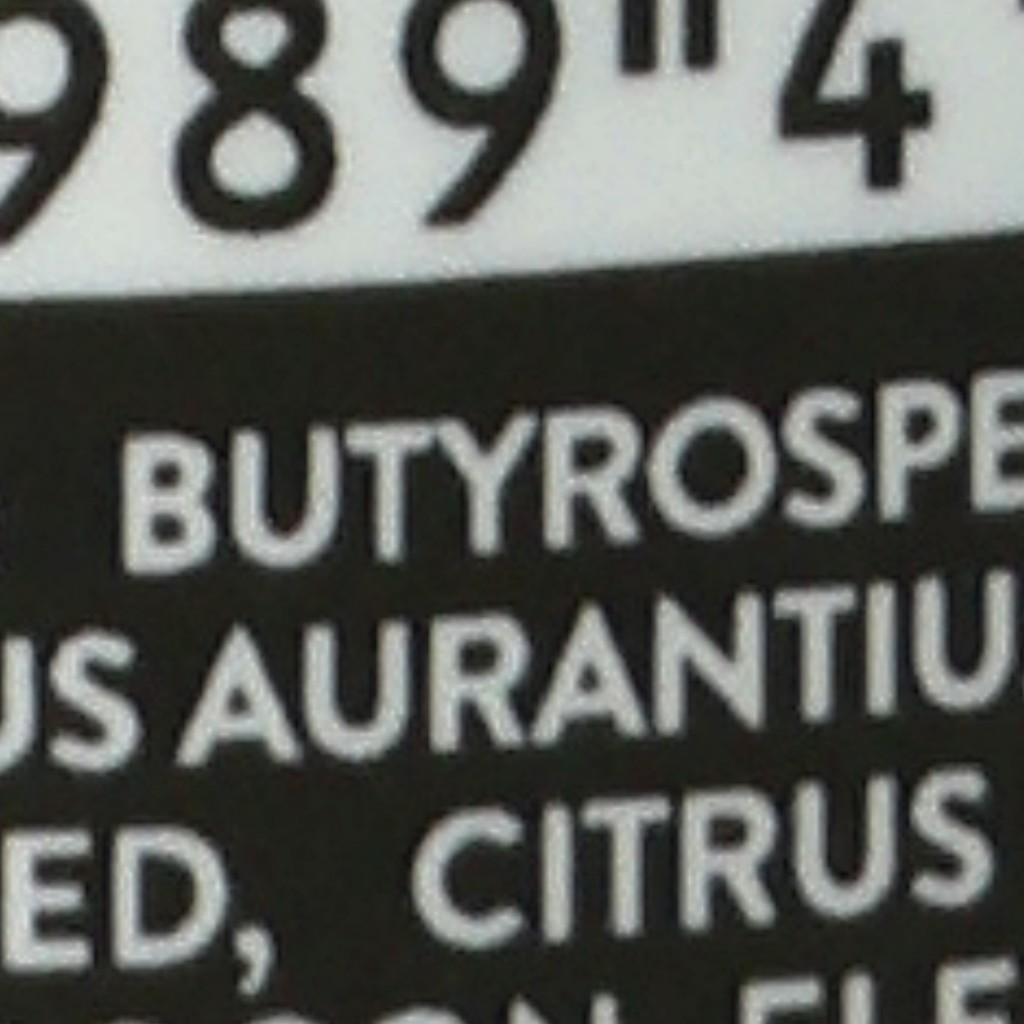 989 4
BUTYROSPE
US AURANTIU
ED, CITRUS